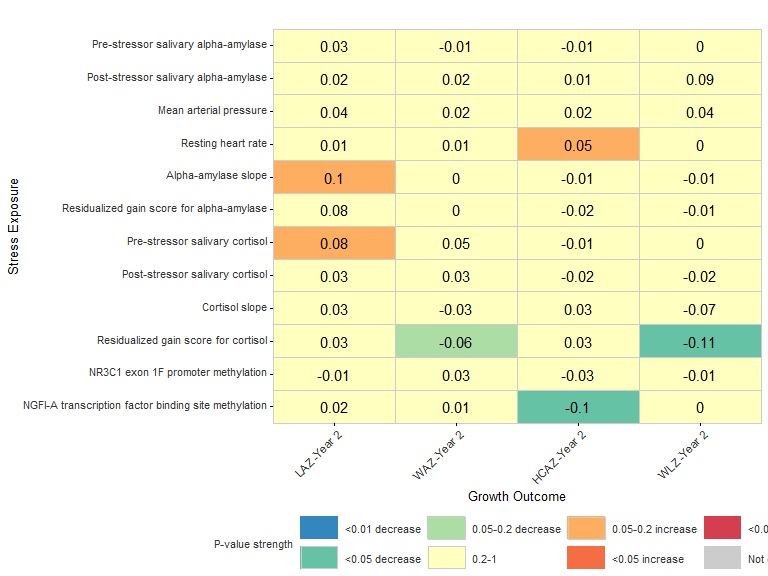 Pre-stressor salivary alpha-amylase 0.03 -0.01 -0.01 0
Post-stressor salivary alpha-amylase 0.02 0.02 0.01 0.09
Mean arterial pressure 0.04 0.02 0.02 0.04
Resting heart rate 0.01 0.01 0.05 0
Alpha-amylase slope 0.1 0 -0.01 -0.01
Residualized gain score for alpha-amylase 0.08 0 -0.02 -0.01
Pre-stressor salivary cortisol 0.08 0.05 -0.01 0
Post-stressor salivary cortisol 0.03 0.03 -0.02 -0.02
Cortisol slope 0.03 -0.03 0.03 -0.07
Residualized gain score for cortisol 0.03 -0.06 0.03 -0.11
NR3C1 exon 1F promoter methylation -0.01 0.03 -0.03 -0.01
NGFI-A transcription factor binding site methylation 0.02 0.01 -0.1 0
Stress Exposure
LAZ-Year 2 WAZ-Year 2 HCAZ-Year 2 WLZ-Year 2
Growth Outcome
P-value strength
<0.01 decrease 0.05-0.2 decrease 0.05-0.2 increase <0.0
<0.05 decrease 0.2-1 <0.05 increase Not